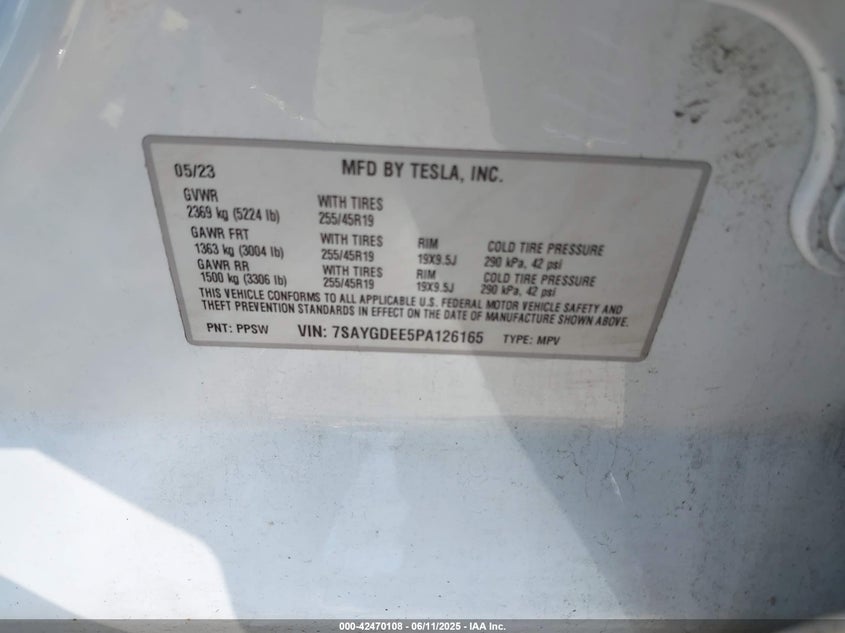 05/23 MFD BY TESLA, INC.
GVWR WITH TIRES
2369 kg (5224 lb) 255/45R19
GAWR FRT WITH TIRES RIM COLD TIRE PRESSURE
1363 kg (3004 lb) 255/45R19 19X9.5J 290 kPa, 42 psi
GAWR RR WITH TIRES RIM COLD TIRE PRESSURE
1500 kg (3306 lb) 255/45R19 19X9.5J 290 kPa, 42 psi
THIS VEHICLE CONFORMS TO ALL APPLICABLE U.S. FEDERAL MOTOR VEHICLE SAFETY AND
THEFT PREVENTION STANDARDS IN EFFECT ON THE DATE OF MANUFACTURE SHOWN ABOVE.
PNT: PPSW VIN: 7SAYGDEE5PA126165 TYPE: MPV
000-42470108 - 06/11/2025 - IAA Inc.